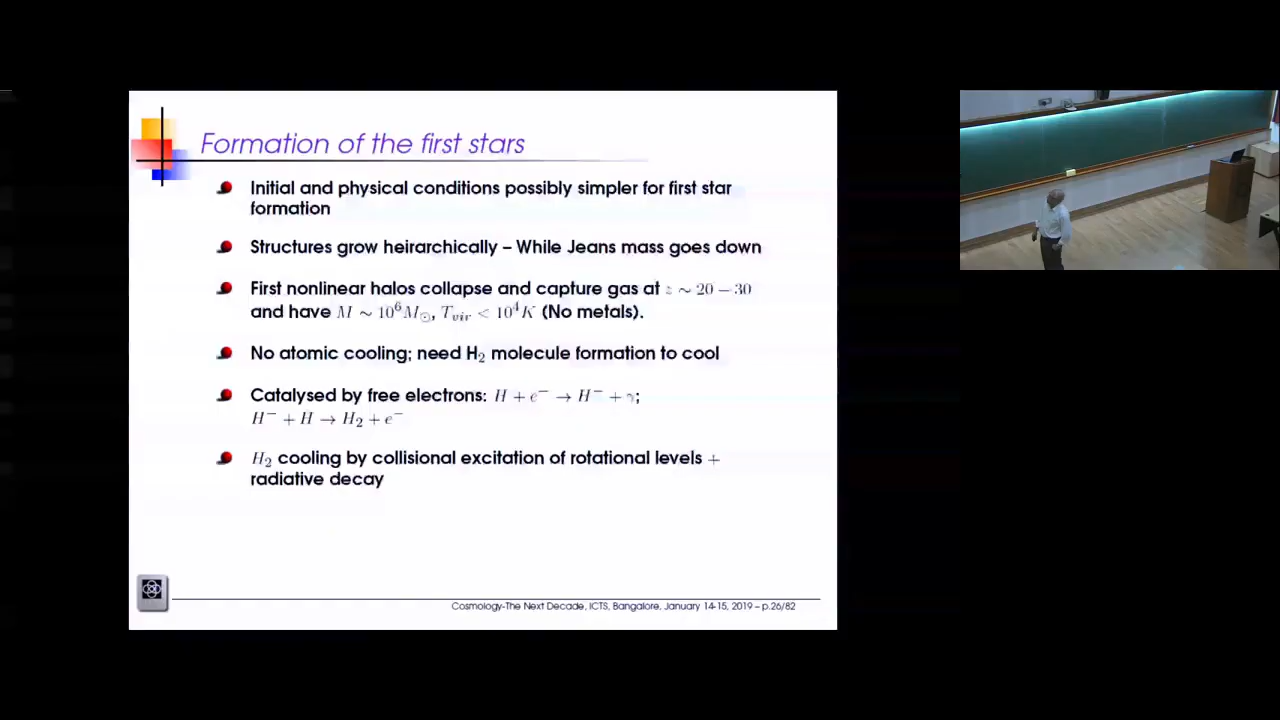 Formation of the first stars
Initial and physical conditions possibly simpler for first star
formation
Structures grow heirarchically – While Jeans mass goes down
First nonlinear halos collapse and capture gas at z ∼ 20 − 30
and have M ∼ 10⁶M☉, Tᵥᵢᵣ < 10⁴K (No metals).
No atomic cooling; need H₂ molecule formation to cool
Catalysed by free electrons: H + e⁻ → H⁻ + γ;
H⁻ + H → H₂ + e⁻
H₂ cooling by collisional excitation of rotational levels +
radiative decay
Cosmology-The Next Decade, ICTS, Bangalore, January 14-15, 2019 – p.26/82